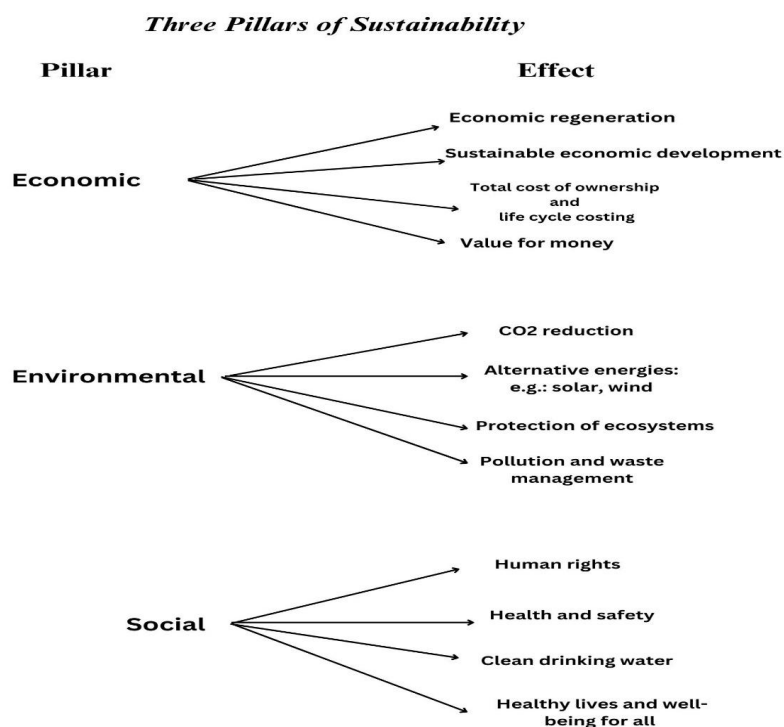 Three Pillars of Sustainability
Pillar
Effect
Economic
Economic regeneration
Sustainable economic development
Total cost of ownership
and
life cycle costing
Value for money
Environmental
CO2 reduction
Alternative energies:
e.g.: solar, wind
Protection of ecosystems
Pollution and waste
management
Social
Human rights
Health and safety
Clean drinking water
Healthy lives and well-
being for all